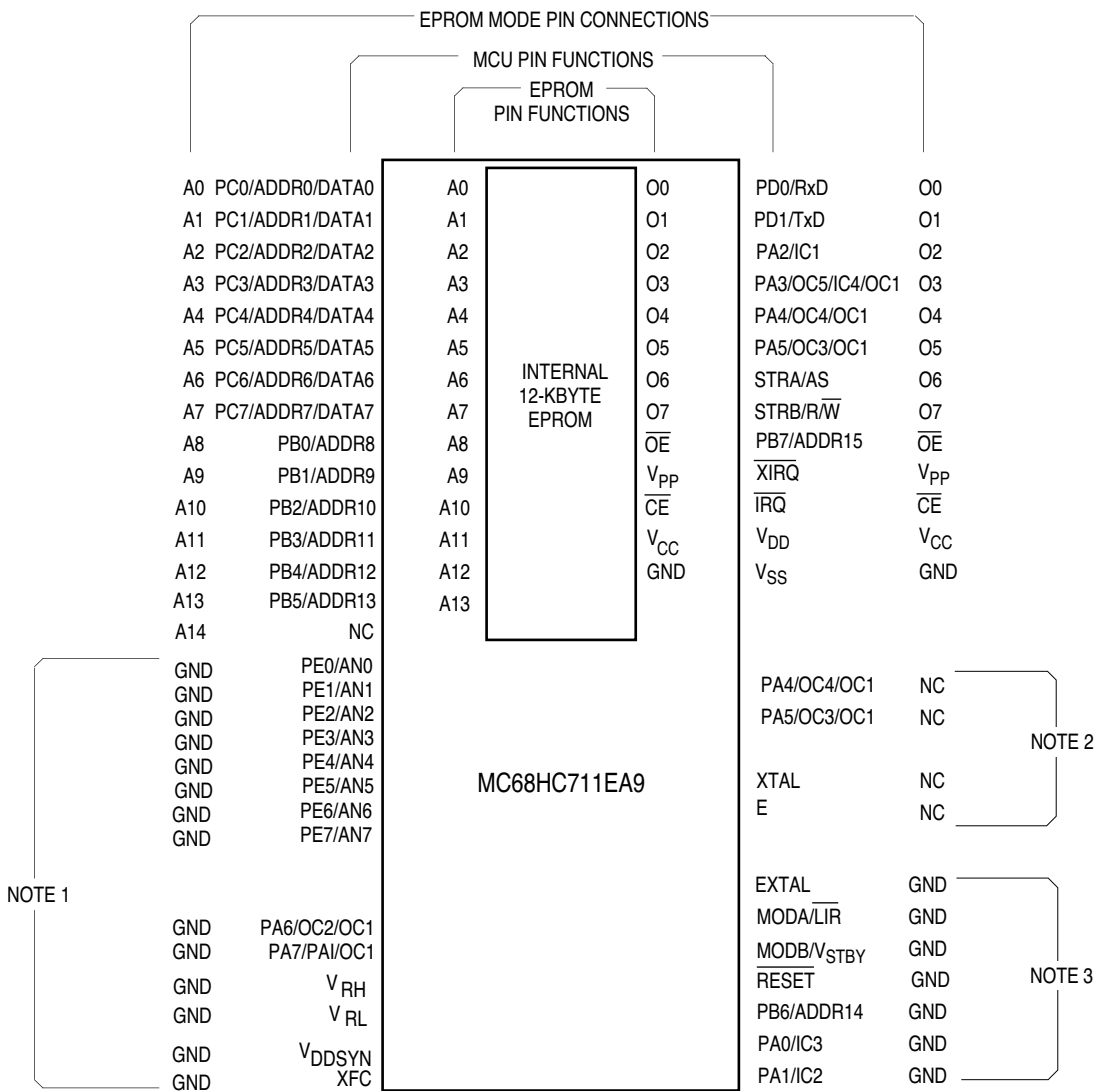 EPROM MODE PIN CONNECTIONS
MCU PIN FUNCTIONS
EPROM
PIN FUNCTIONS
A0 PC0/ADDR0/DATA0 A0 O0 PD0/RxD O0
A1 PC1/ADDR1/DATA1 A1 O1 PD1/TxD O1
A2 PC2/ADDR2/DATA2 A2 O2 PA2/IC1 O2
A3 PC3/ADDR3/DATA3 A3 O3 PA3/OC5/IC4/OC1 O3
A4 PC4/ADDR4/DATA4 A4 O4 PA4/OC4/OC1 O4
A5 PC5/ADDR5/DATA5 A5 O5 PA5/OC3/OC1 O5
A6 PC6/ADDR6/DATA6 A6 INTERNAL O6 STRA/AS O6
12-KBYTE
A7 PC7/ADDR7/DATA7 A7 EPROM O7 STRB/R/W̅ O7
A8 PB0/ADDR8 A8 O̅E̅ PB7/ADDR15 O̅E̅
A9 PB1/ADDR9 A9 VPP X̅I̅R̅Q̅ VPP
A10 PB2/ADDR10 A10 C̅E̅ I̅R̅Q̅ C̅E̅
A11 PB3/ADDR11 A11 VCC VDD VCC
A12 PB4/ADDR12 A12 GND VSS GND
A13 PB5/ADDR13 A13
A14 NC
GND PE0/AN0
GND PE1/AN1 PA4/OC4/OC1 NC
GND PE2/AN2 PA5/OC3/OC1 NC
GND PE3/AN3 NOTE 2
GND PE4/AN4
GND PE5/AN5 MC68HC711EA9 XTAL NC
GND PE6/AN6 E NC
GND PE7/AN7
NOTE 1 EXTAL GND
GND PA6/OC2/OC1 MODA/L̅I̅R̅ GND
GND PA7/PAI/OC1 MODB/VSTBY GND
GND VRH R̅E̅S̅E̅T̅ GND NOTE 3
GND VRL PB6/ADDR14 GND
GND VDDSYN PA0/IC3 GND
GND XFC PA1/IC2 GND